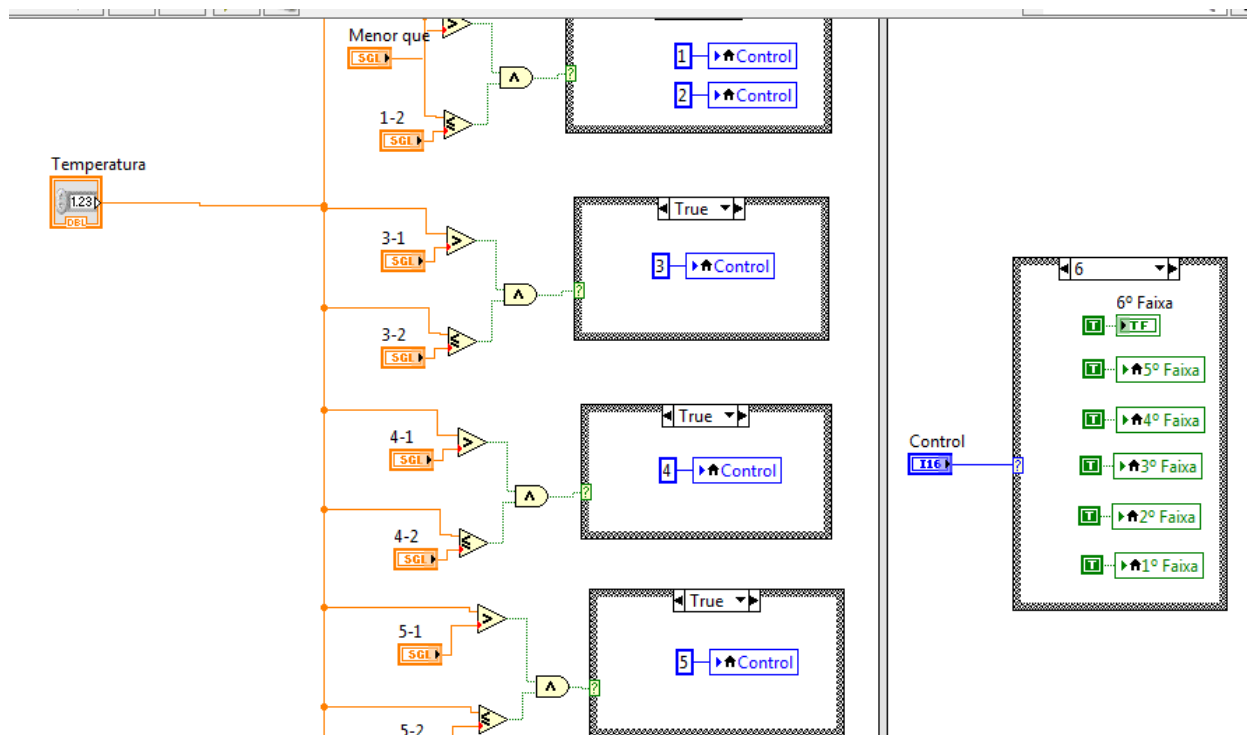 Menor que
SGL
1-2
SGL
1
Control
2
Control
Temperatura
1.23
DBL
3-1
SGL
3-2
SGL
True
3
Control
4-1
SGL
4-2
SGL
True
4
Control
5-1
SGL
5-2
True
5
Control
Control
I16
6
6º Faixa
T
TF
T
5º Faixa
T
4º Faixa
T
3º Faixa
T
2º Faixa
T
1º Faixa